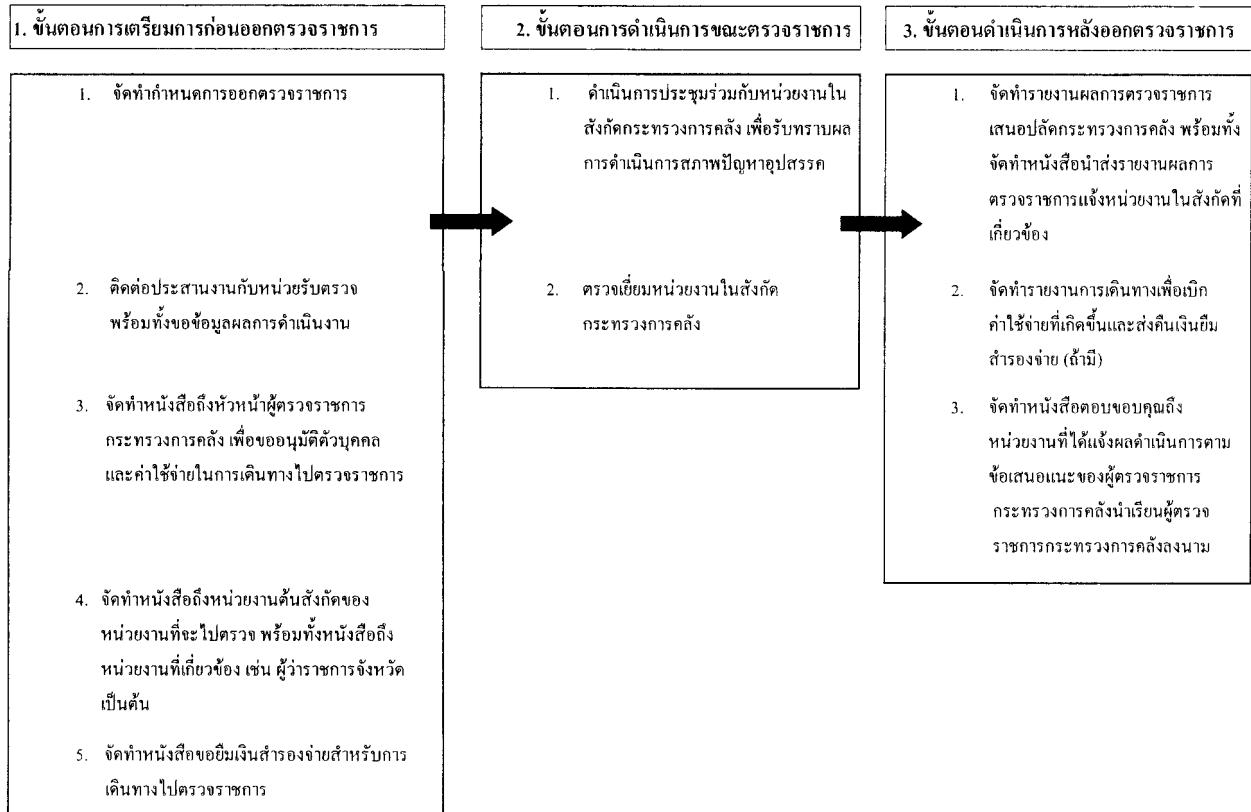 1. ขั้นตอนการเตรียมการก่อนออกตรวจราชการ
1. จัดทำกำหนดการออกตรวจราชการ
2. ติดต่อประสานงานกับหน่วยรับตรวจ
พร้อมทั้งขอข้อมูลผลการดำเนินงาน
3. จัดทำหนังสือถึงหัวหน้าผู้ตรวจราชการ
กระทรวงการคลัง เพื่อขออนุมัติตัวบุคคล
และค่าใช้จ่ายในการเดินทางไปตรวจราชการ
4. จัดทำหนังสือถึงหน่วยงานต้นสังกัดของ
หน่วยงานที่จะไปตรวจ พร้อมทั้งหนังสือถึง
หน่วยงานที่เกี่ยวข้อง เช่น ผู้ว่าราชการจังหวัด
เป็นต้น
5. จัดทำหนังสือขอยืมเงินสำรองจ่ายสำหรับการ
เดินทางไปตรวจราชการ
2. ขั้นตอนการดำเนินการขณะตรวจราชการ
1. ดำเนินการประชุมร่วมกับหน่วยงานใน
สังกัดกระทรวงการคลัง เพื่อรับทราบผล
การดำเนินการสภาพปัญหาอุปสรรค
2. ตรวจเยี่ยมหน่วยงานในสังกัด
กระทรวงการคลัง
3. ขั้นตอนดำเนินการหลังออกตรวจราชการ
1. จัดทำรายงานผลการตรวจราชการ
เสนอปลัดกระทรวงการคลัง พร้อมทั้ง
จัดทำหนังสือนำส่งรายงานผลการ
ตรวจราชการแจ้งหน่วยงานในสังกัดที่
เกี่ยวข้อง
2. จัดทำรายงานการเดินทางเพื่อเบิก
ค่าใช้จ่ายที่เกิดขึ้นและส่งคืนเงินยืม
สำรองจ่าย (ถ้ามี)
3. จัดทำหนังสือตอบขอบคุณถึง
หน่วยงานที่ได้แจ้งผลดำเนินการตาม
ข้อเสนอแนะของผู้ตรวจราชการ
กระทรวงการคลังนำเรียนผู้ตรวจ
ราชการกระทรวงการคลังลงนาม